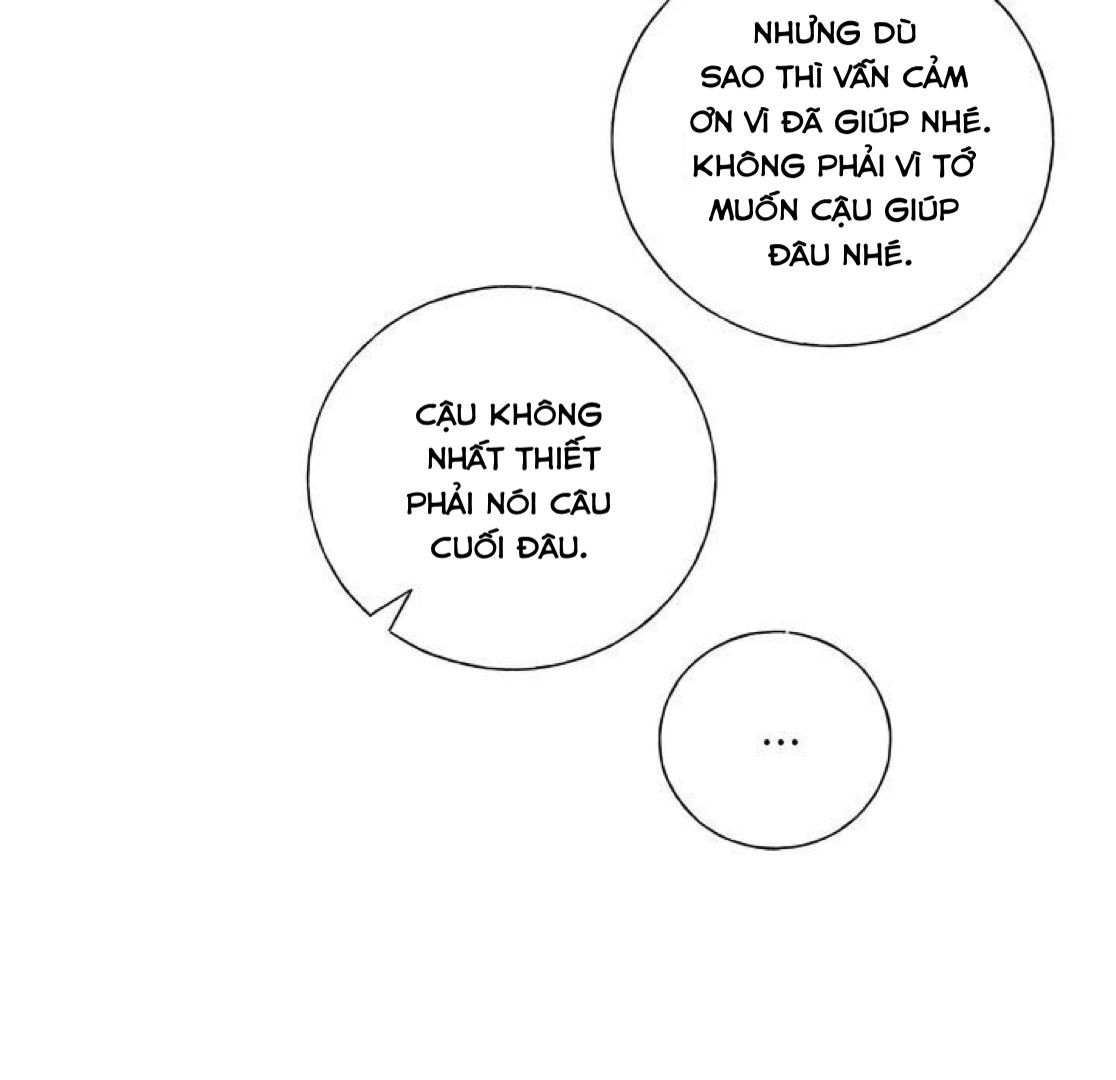 NHƯNG DÙ
SAO THÌ VẪN CẢM
ƠN VÌ ĐÃ GIÚP NHÉ.
KHÔNG PHẢI VÌ TỚ
MUỐN CẬU GIÚP
ĐÂU NHÉ.
CẬU KHÔNG
NHẤT THIẾT
PHẢI NÓI CÂU
CUỐI ĐÂU.
...